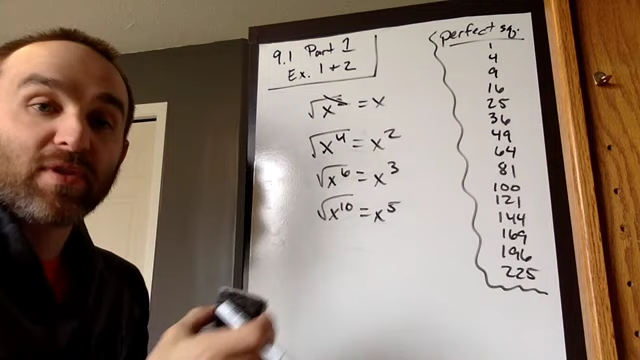 9.1 Part 1
Ex. 1 + 2
√x² = x
√x⁴ = x²
√x⁶ = x³
√x¹⁰ = x⁵
perfect sq.
1
4
9
16
25
36
49
64
81
100
121
144
169
196
225